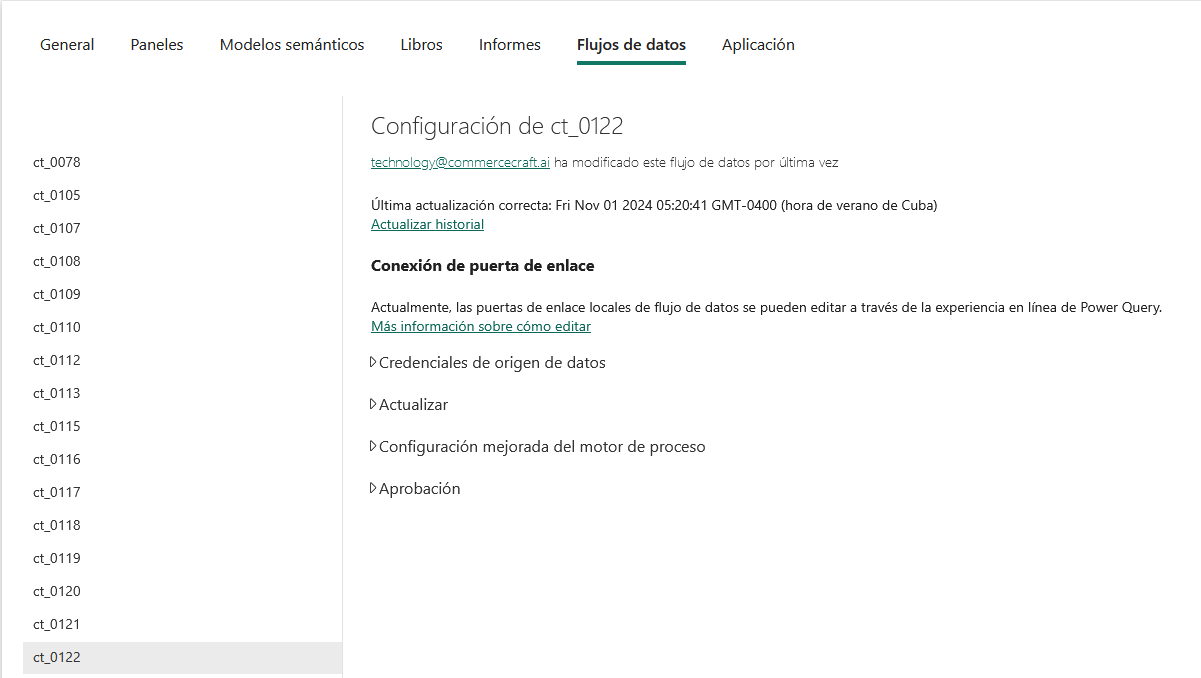 General Paneles Modelos semánticos Libros Informes Flujos de datos Aplicación
ct_0078
ct_0105
ct_0107
ct_0108
ct_0109
ct_0110
ct_0112
ct_0113
ct_0115
ct_0116
ct_0117
ct_0118
ct_0119
ct_0120
ct_0121
ct_0122
Configuración de ct_0122
technology@commercecraft.ai ha modificado este flujo de datos por última vez
Última actualización correcta: Fri Nov 01 2024 05:20:41 GMT-0400 (hora de verano de Cuba)
Actualizar historial
Conexión de puerta de enlace
Actualmente, las puertas de enlace locales de flujo de datos se pueden editar a través de la experiencia en línea de Power Query.
Más información sobre cómo editar
Credenciales de origen de datos
Actualizar
Configuración mejorada del motor de proceso
Aprobación